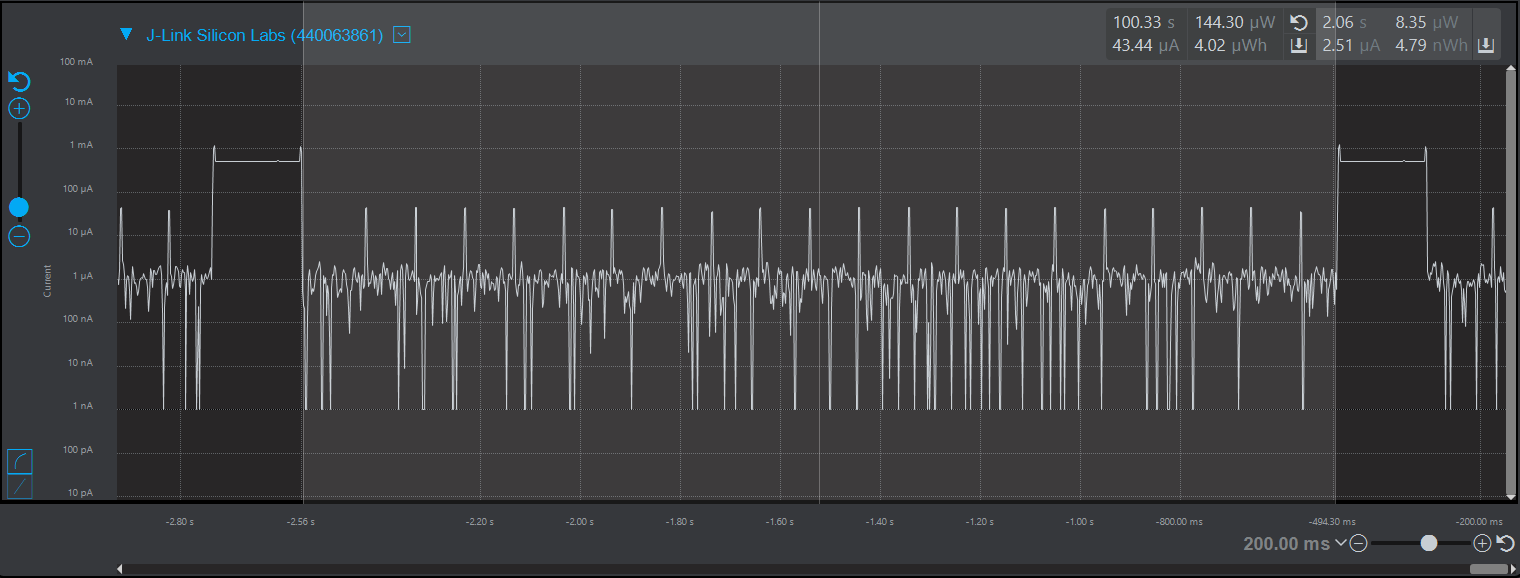 J-Link Silicon Labs (440063861)
100.33 s 144.30 µW 2.06 s 8.35 µW
43.44 µA 4.02 µWh 2.51 µA 4.79 nWh
100 mA
10 mA
1 mA
100 µA
10 µA
1 µA
100 nA
10 nA
1 nA
100 pA
10 pA
Current
-2.80 s -2.56 s -2.20 s -2.00 s -1.80 s -1.60 s -1.40 s -1.20 s -1.00 s -800.00 ms -494.30 ms -200.00 ms
200.00 ms